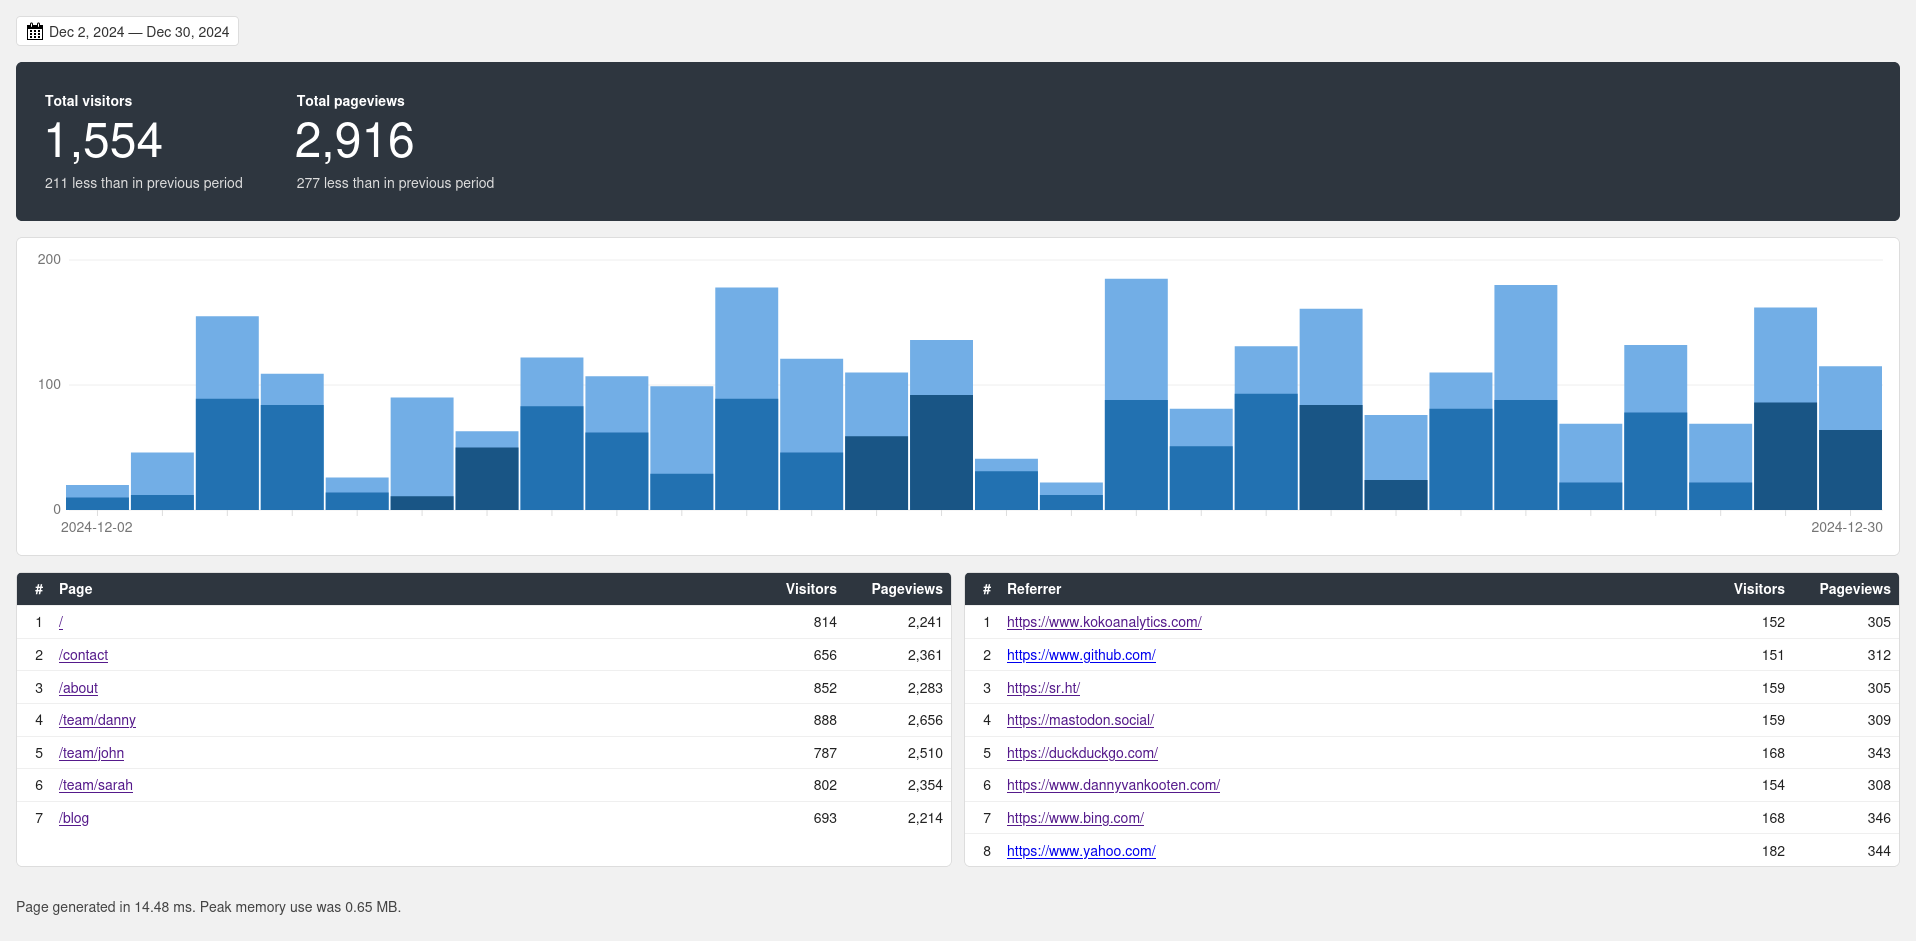 Dec 2, 2024 — Dec 30, 2024
Total visitors Total pageviews
1,554 2,916
211 less than in previous period 277 less than in previous period
200
100
0
2024-12-02 2024-12-30
# Page Visitors Pageviews
1 / 814 2,241
2 /contact 656 2,361
3 /about 852 2,283
4 /team/danny 888 2,656
5 /team/john 787 2,510
6 /team/sarah 802 2,354
7 /blog 693 2,214
# Referrer Visitors Pageviews
1 https://www.kokoanalytics.com/ 152 305
2 https://www.github.com/ 151 312
3 https://sr.ht/ 159 305
4 https://mastodon.social/ 159 309
5 https://duckduckgo.com/ 168 343
6 https://www.dannyvankooten.com/ 154 308
7 https://www.bing.com/ 168 346
8 https://www.yahoo.com/ 182 344
Page generated in 14.48 ms. Peak memory use was 0.65 MB.